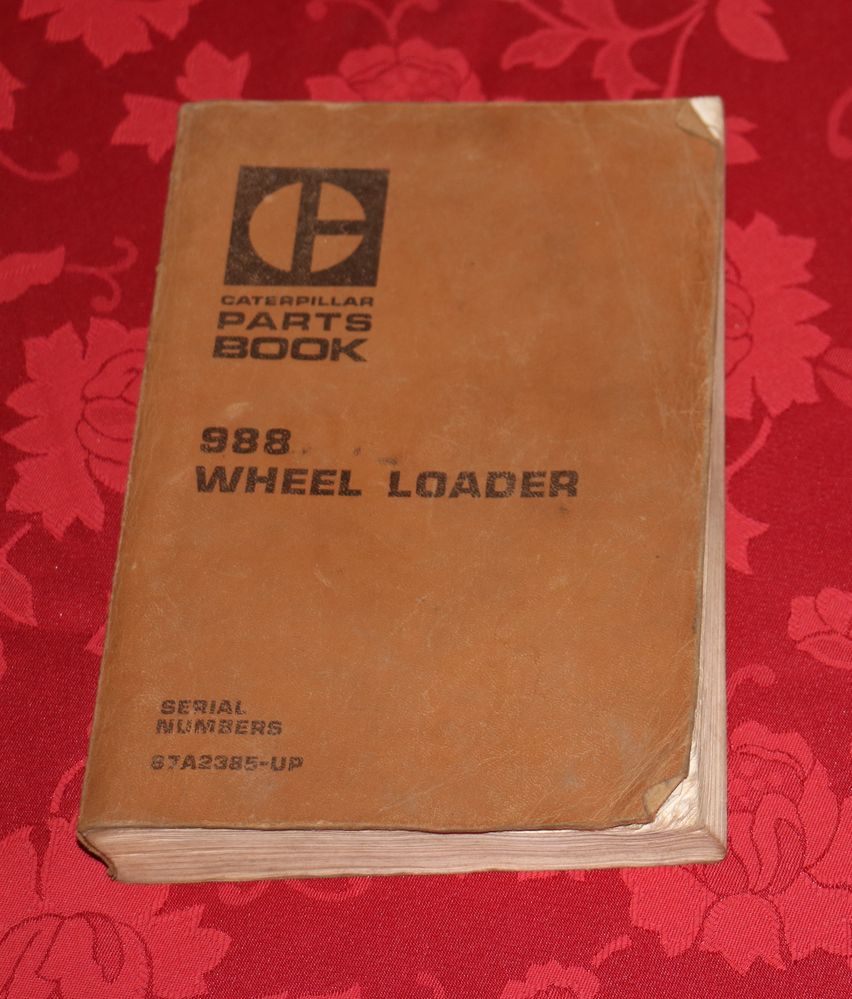 CATERPILLAR
PARTS
BOOK
988
WHEEL LOADER
SERIAL
NUMBERS
87A2385-UP